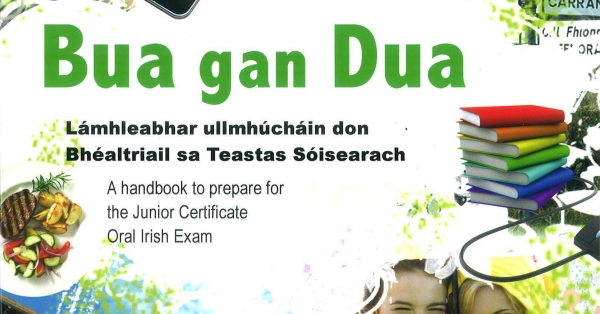 CARRAN
Bua gan Dua
Lámhleabhar ullmhúcháin don
Bhéaltriail sa Teastas Sóisearach
A handbook to prepare for
the Junior Certificate
Oral Irish Exam